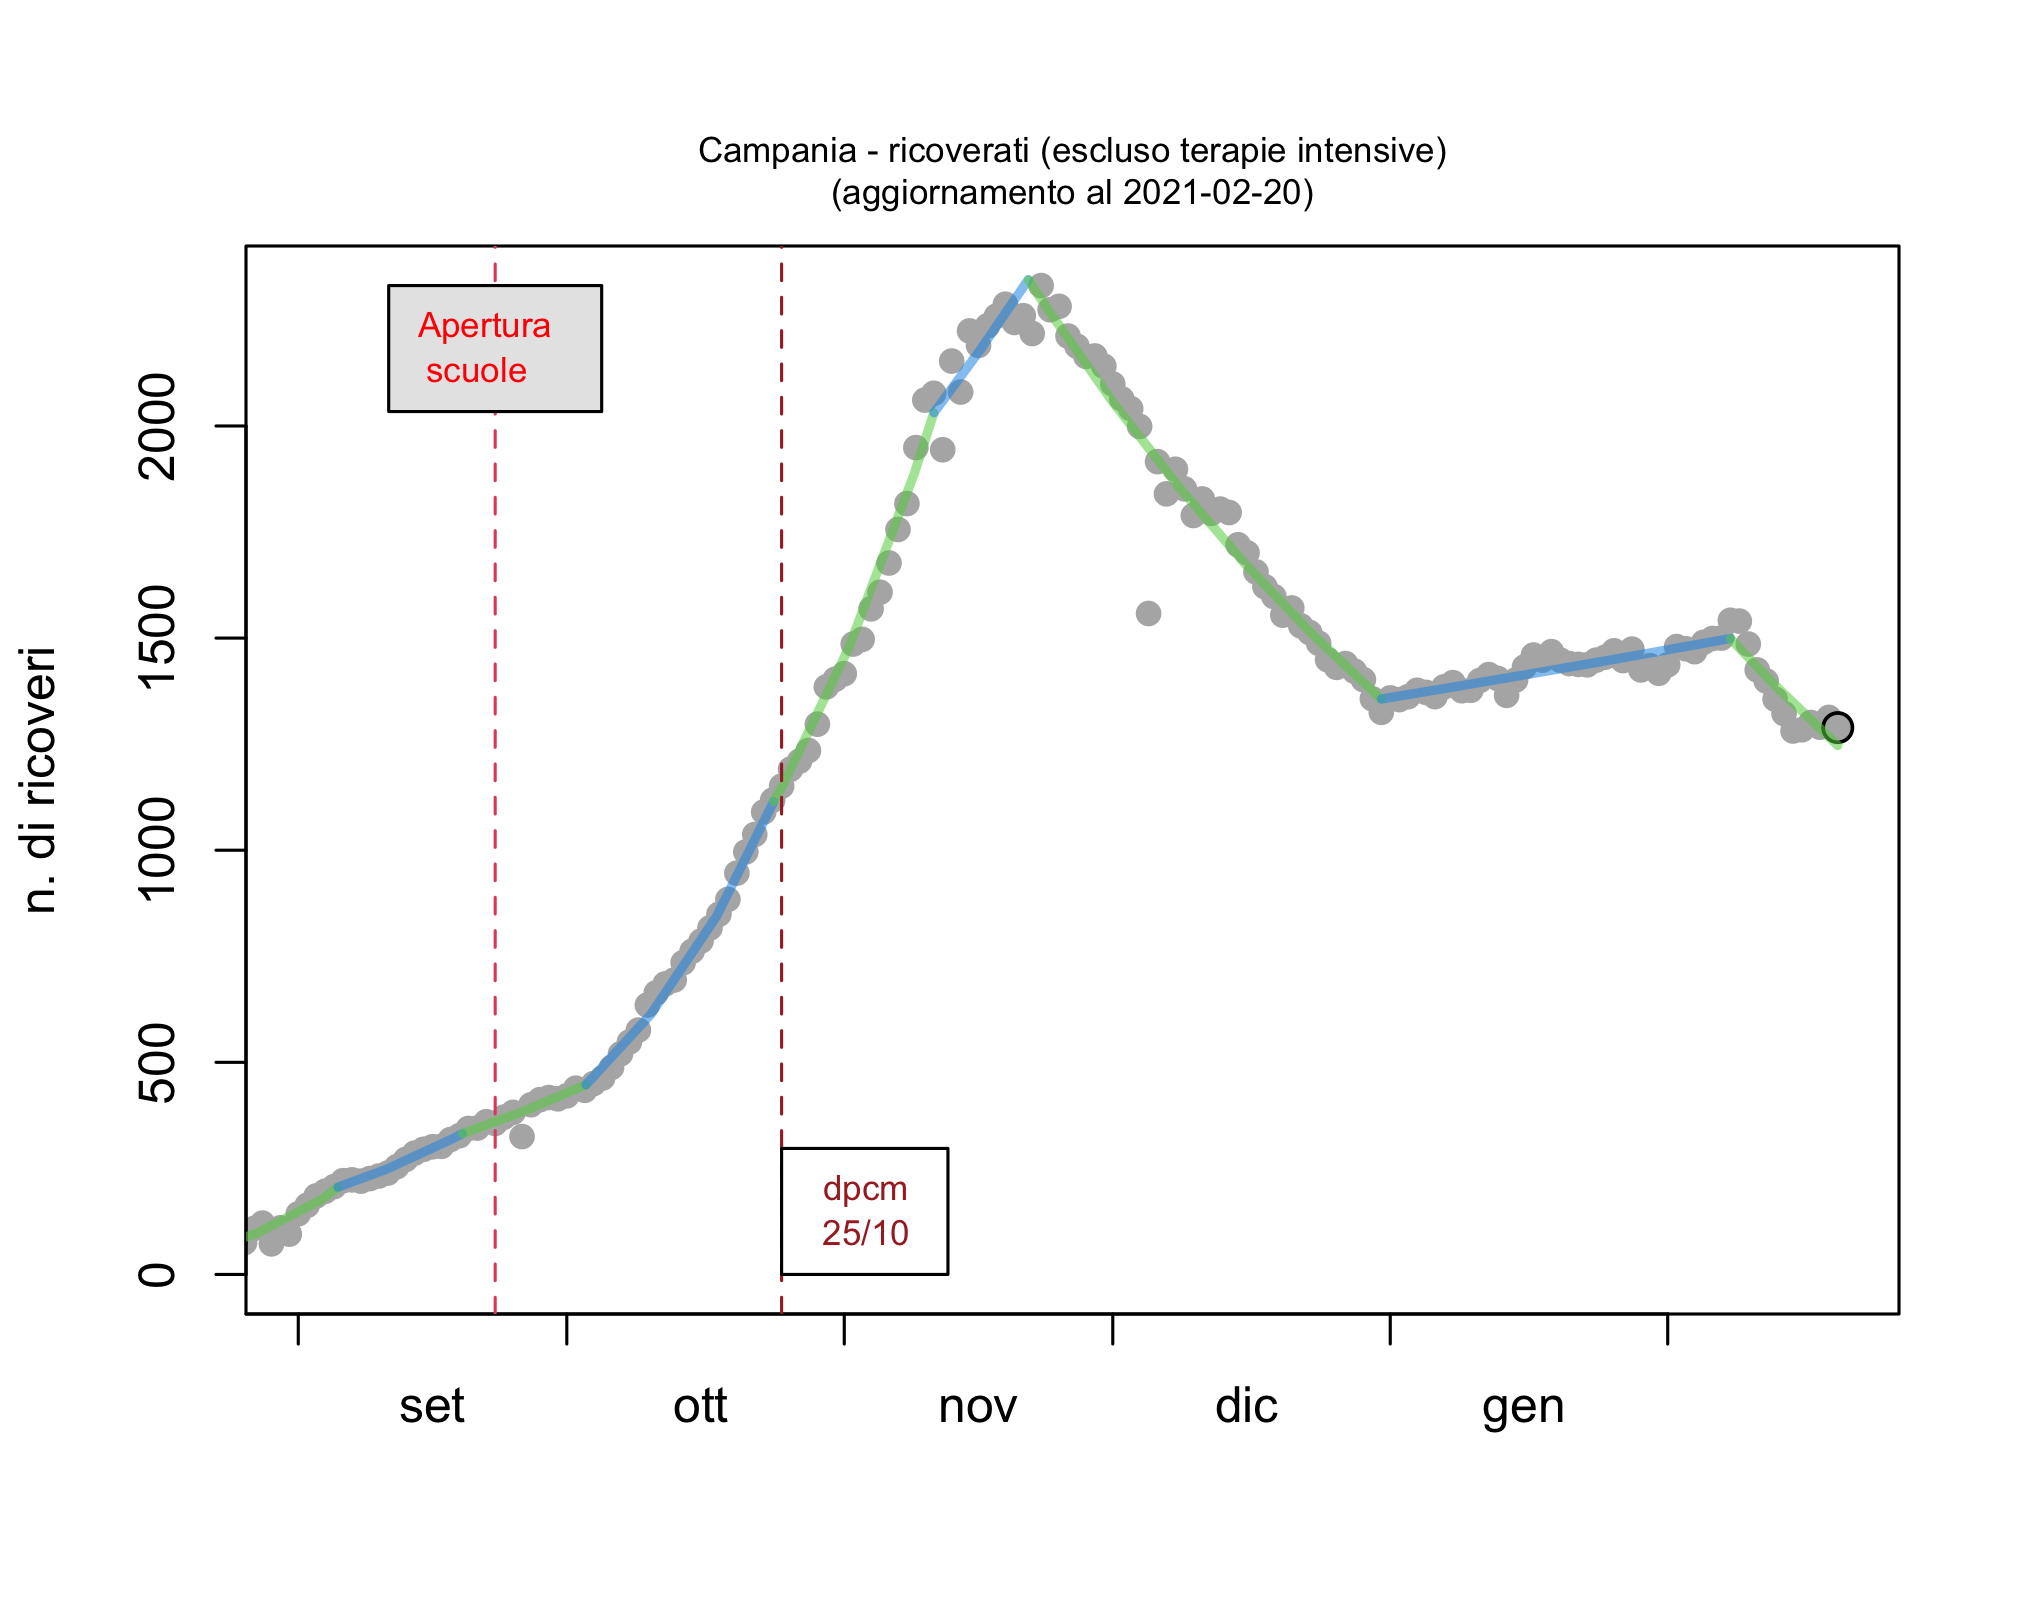 Campania - ricoverati (escluso terapie intensive)
(aggiornamento al 2021-02-20)
Apertura
scuole
n. di ricoveri
2000
1500
1000
500
0
dpcm
25/10
set
ott
nov
dic
gen